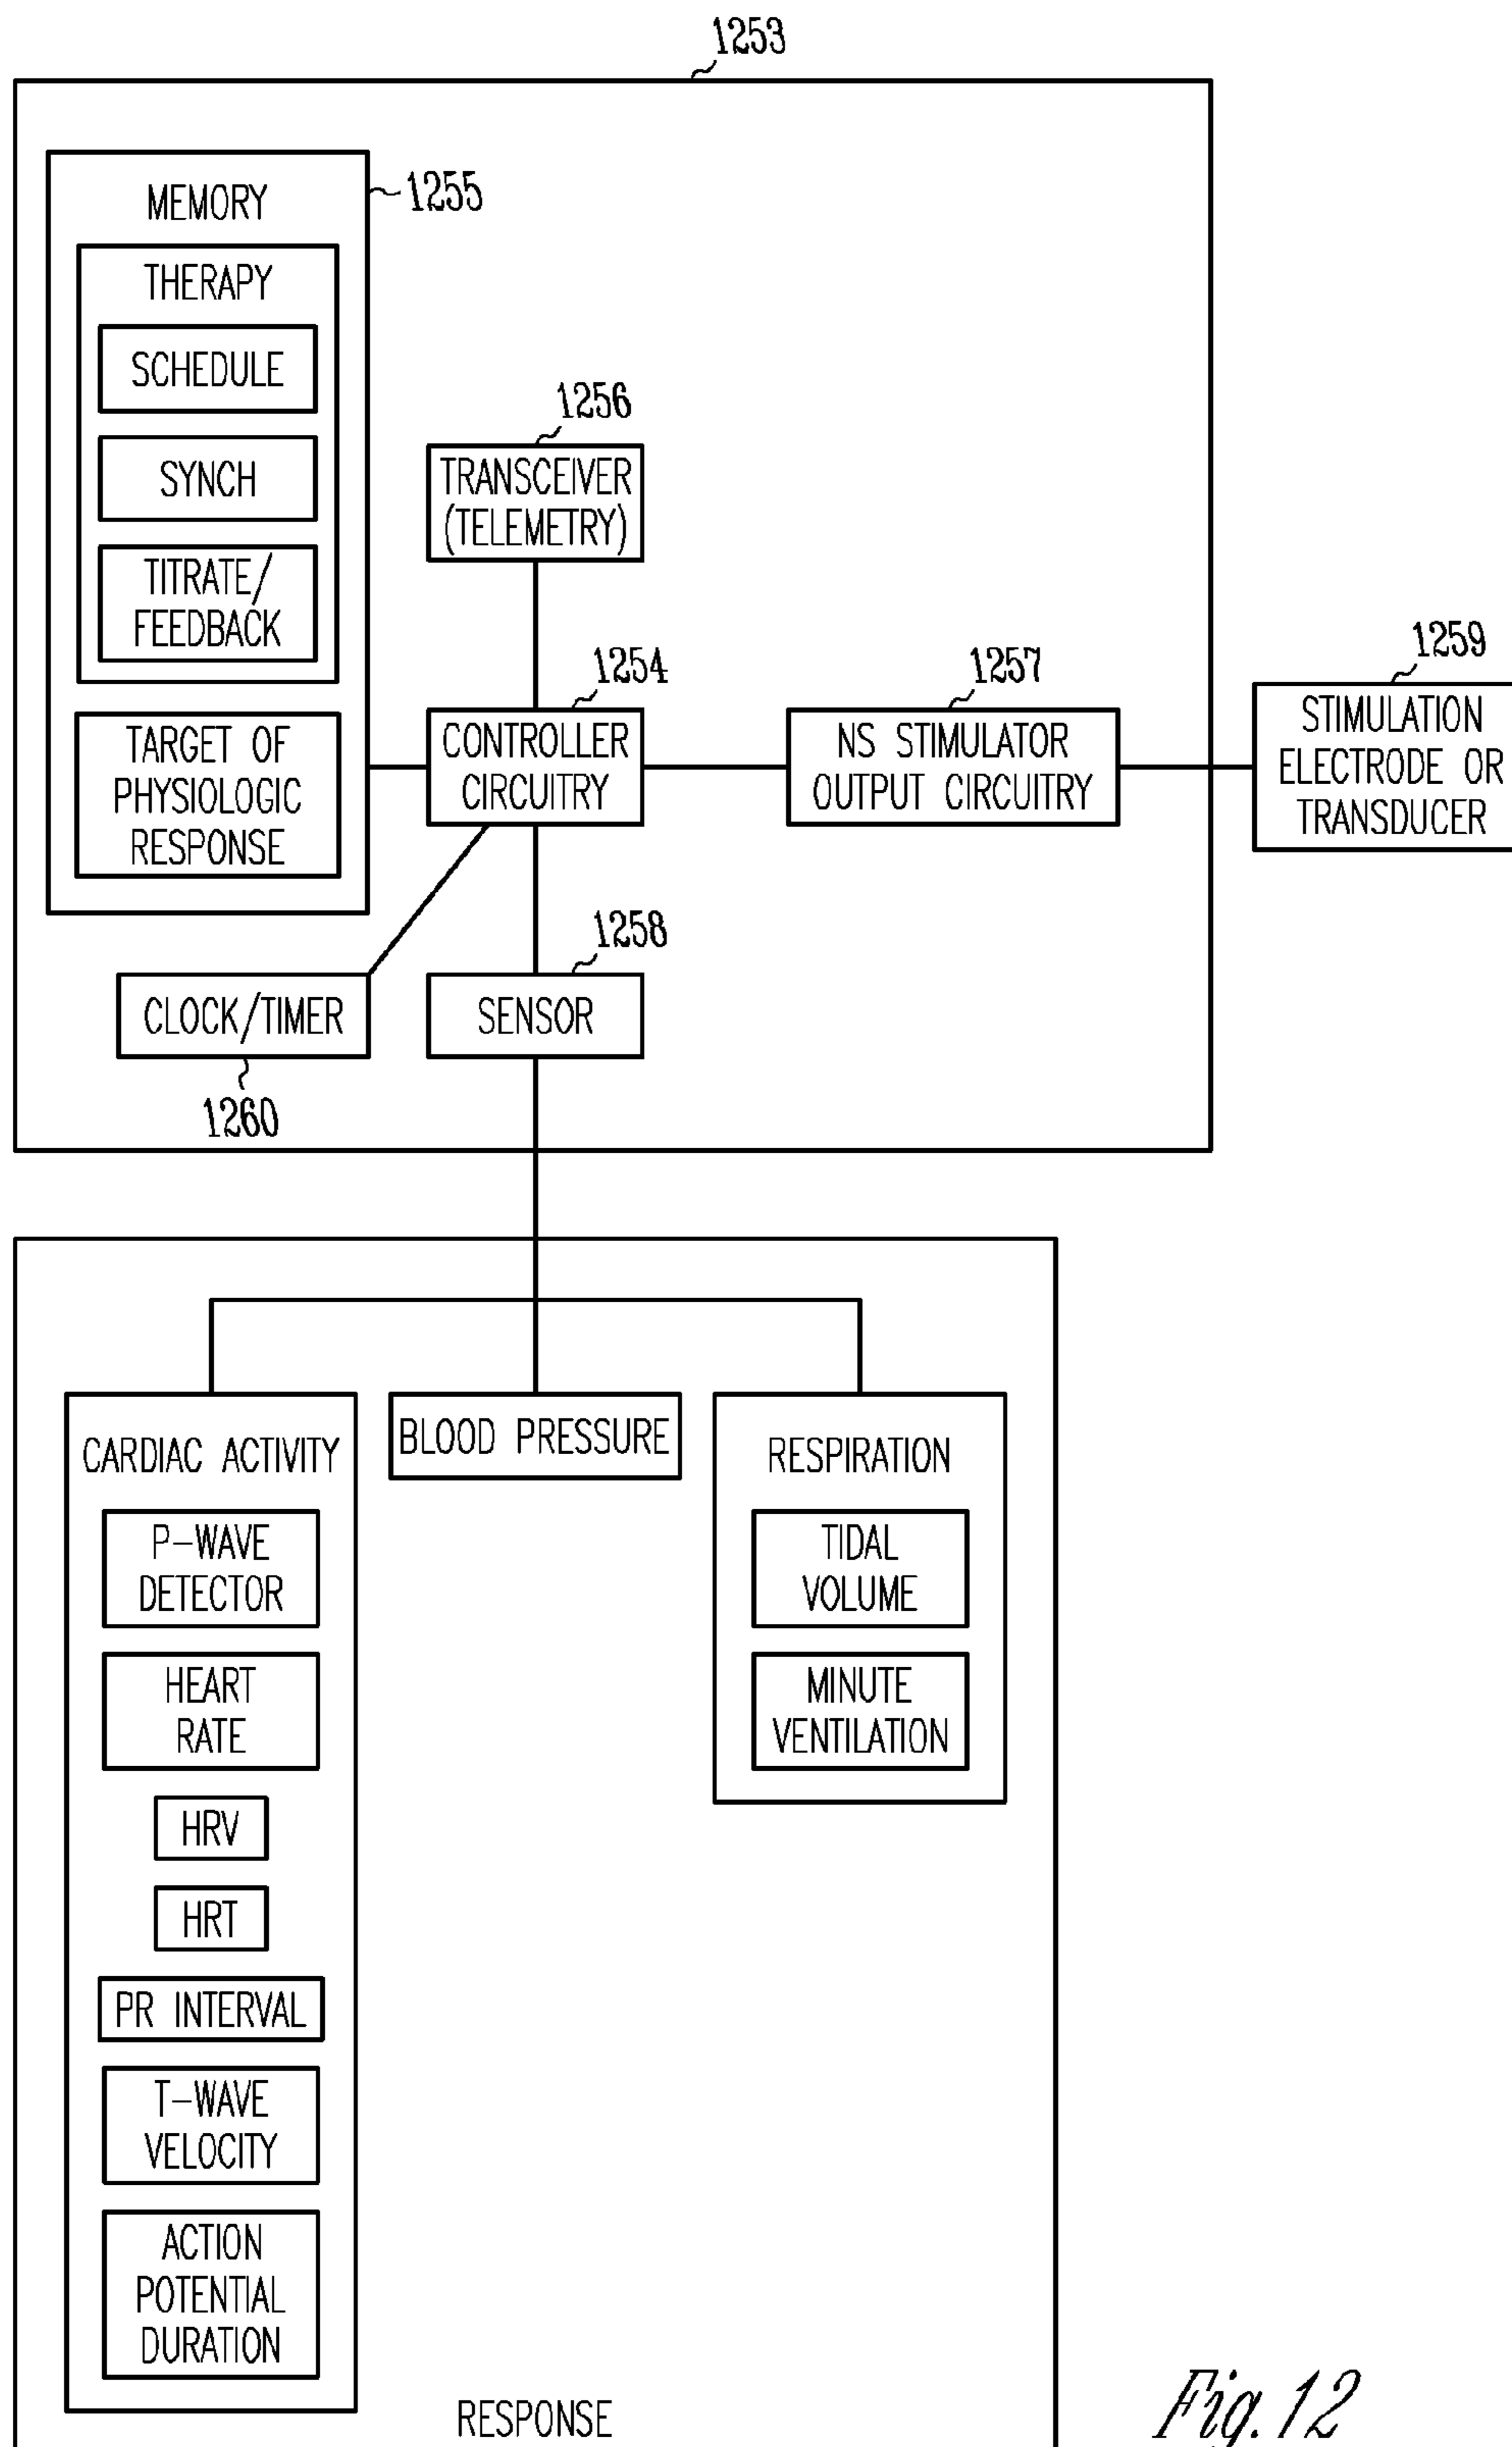 1253
MEMORY
1255
THERAPY
SCHEDULE
SYNCH
TITRATE/
FEEDBACK
TARGET OF
PHYSIOLOGIC
RESPONSE
1256
TRANSCEIVER
(TELEMETRY)
1254
CONTROLLER
CIRCUITRY
1257
NS STIMULATOR
OUTPUT CIRCUITRY
1259
STIMULATION
ELECTRODE OR
TRANSDUCER
CLOCK/TIMER
1260
1258
SENSOR
CARDIAC ACTIVITY
P-WAVE
DETECTOR
HEART
RATE
HRV
HRT
PR INTERVAL
T-WAVE
VELOCITY
ACTION
POTENTIAL
DURATION
BLOOD PRESSURE
RESPIRATION
TIDAL
VOLUME
MINUTE
VENTILATION
RESPONSE
Fig. 12